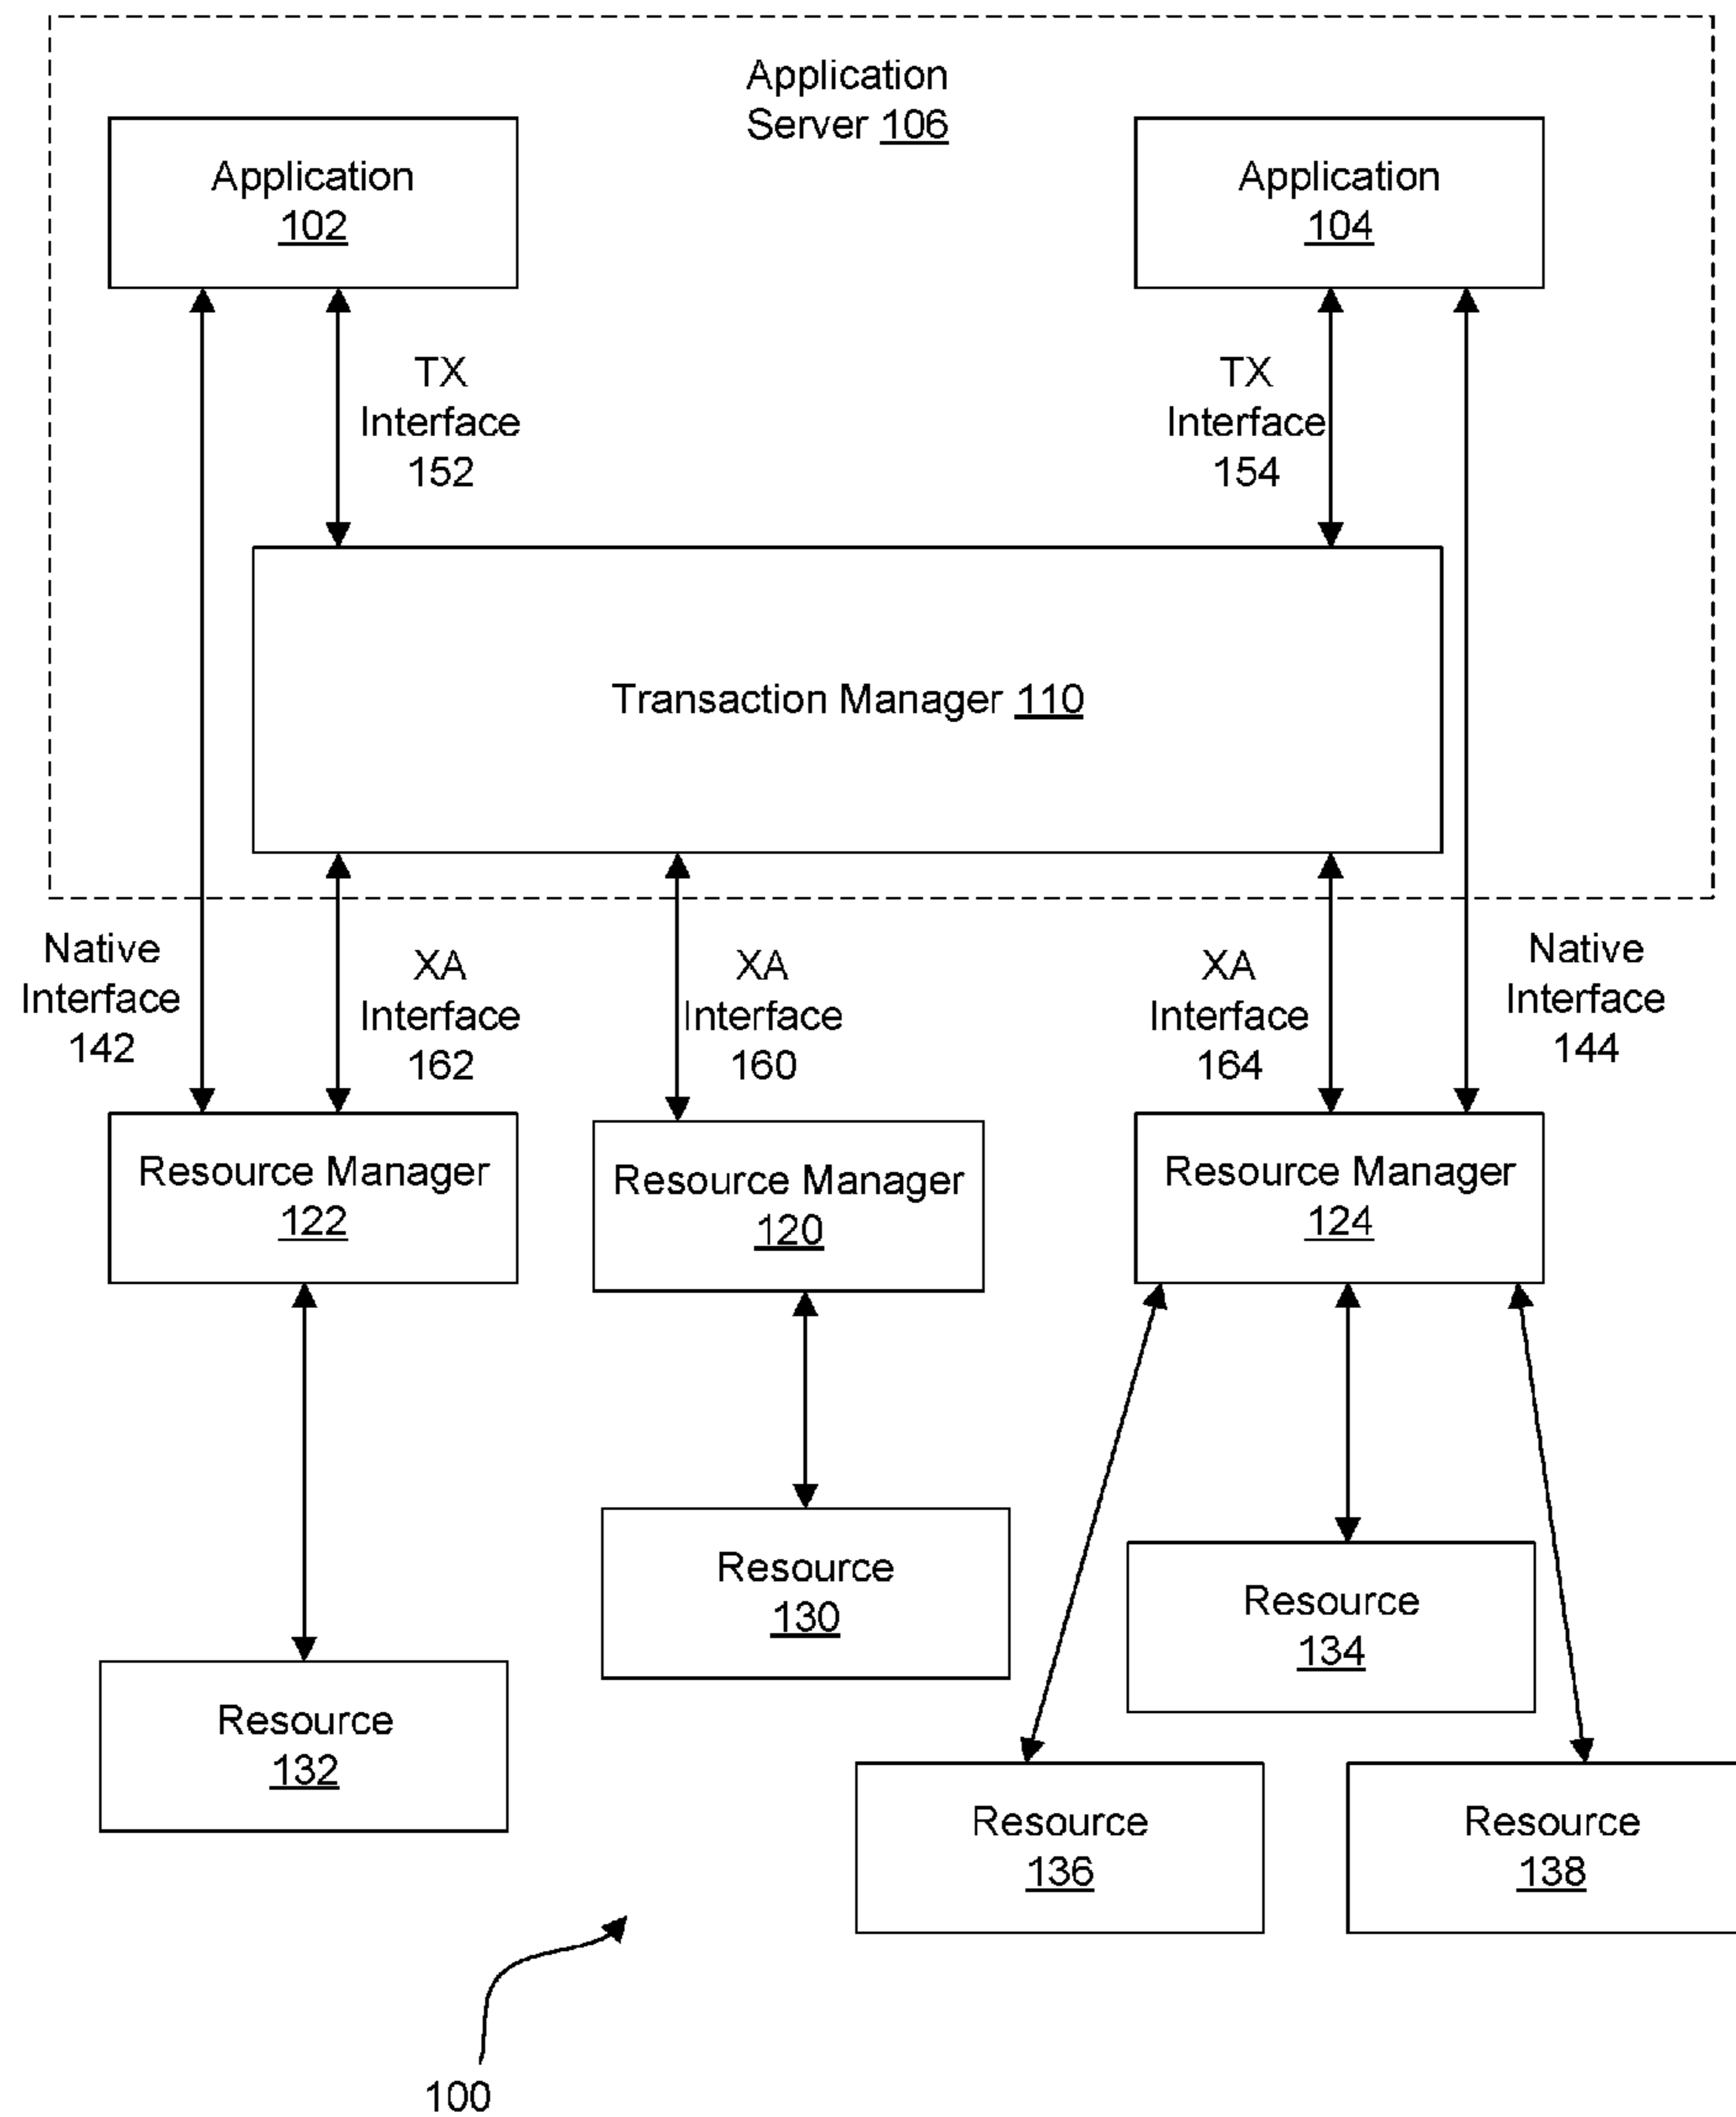 Application
Server 106
Application
102
Application
104
TX
Interface
152
TX
Interface
154
Transaction Manager 110
Native
Interface
142
XA
Interface
162
XA
Interface
160
XA
Interface
164
Native
Interface
144
Resource Manager
122
Resource Manager
120
Resource Manager
124
Resource
130
Resource
134
Resource
132
Resource
136
Resource
138
100